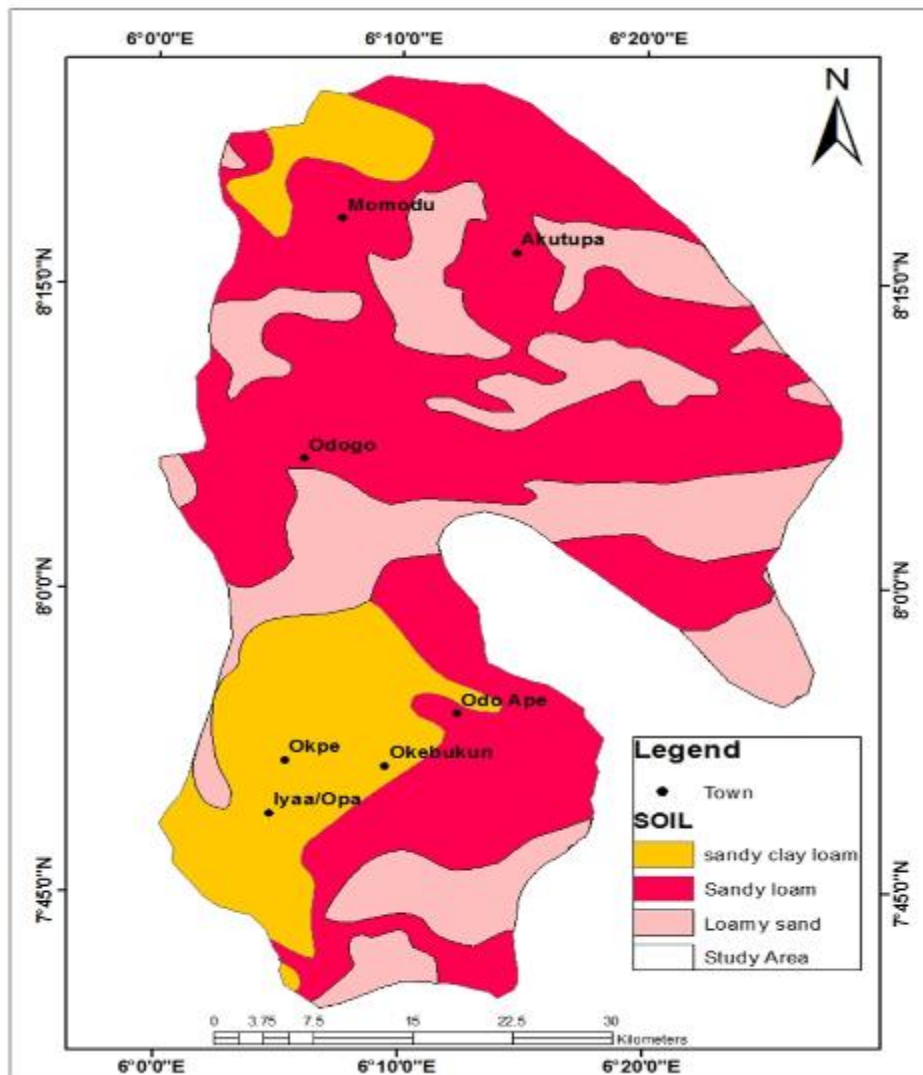 6°0'0"E 6°10'0"E 6°20'0"E
N
Momodu
Akutupa
8°15'0"N 8°15'0"N
Odogo
8°0'0"N 8°0'0"N
Odo Ape
Okpe Okebukun
Iyaa/Opa
Legend
Town
SOIL
sandy clay loam
Sandy loam
Loamy sand
Study Area
7°45'0"N 7°45'0"N
0 3.75 7.5 15 22.5 30
Kilometers
6°0'0"E 6°10'0"E 6°20'0"E